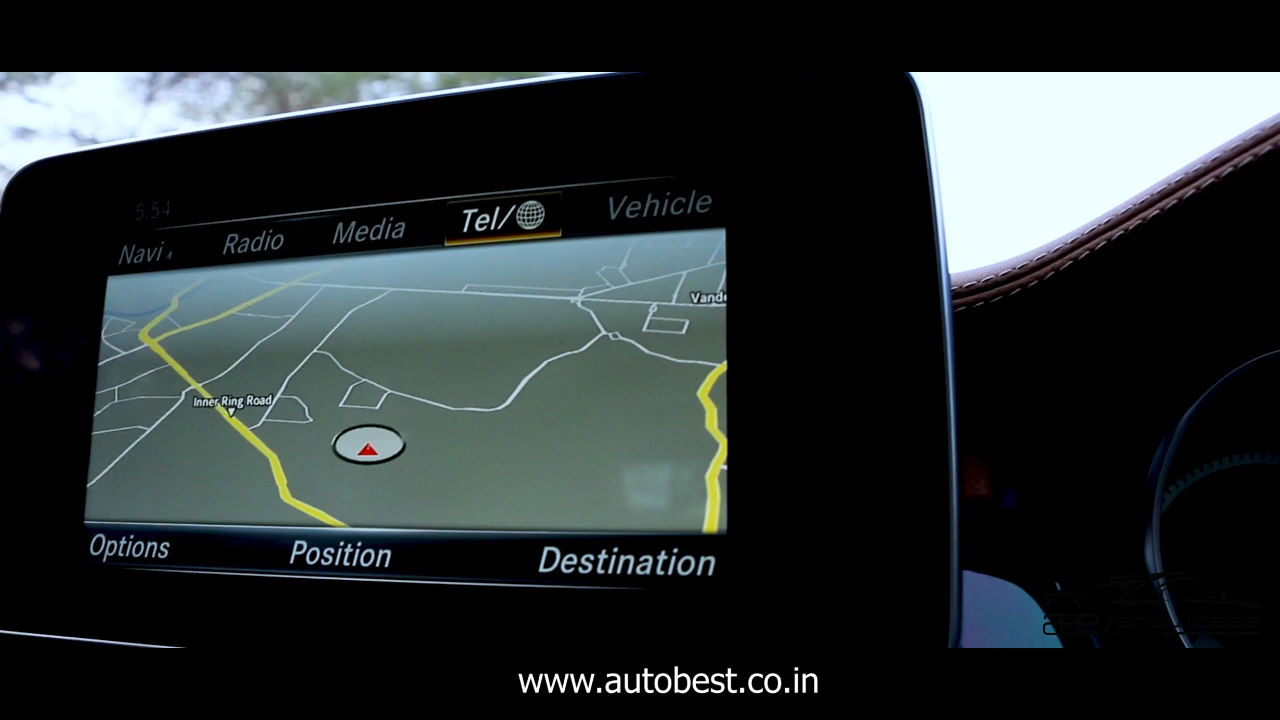 5:54
Navi Radio Media Tel/ Vehicle
Vande
Inner Ring Road
Options Position Destination
www.autobest.co.in